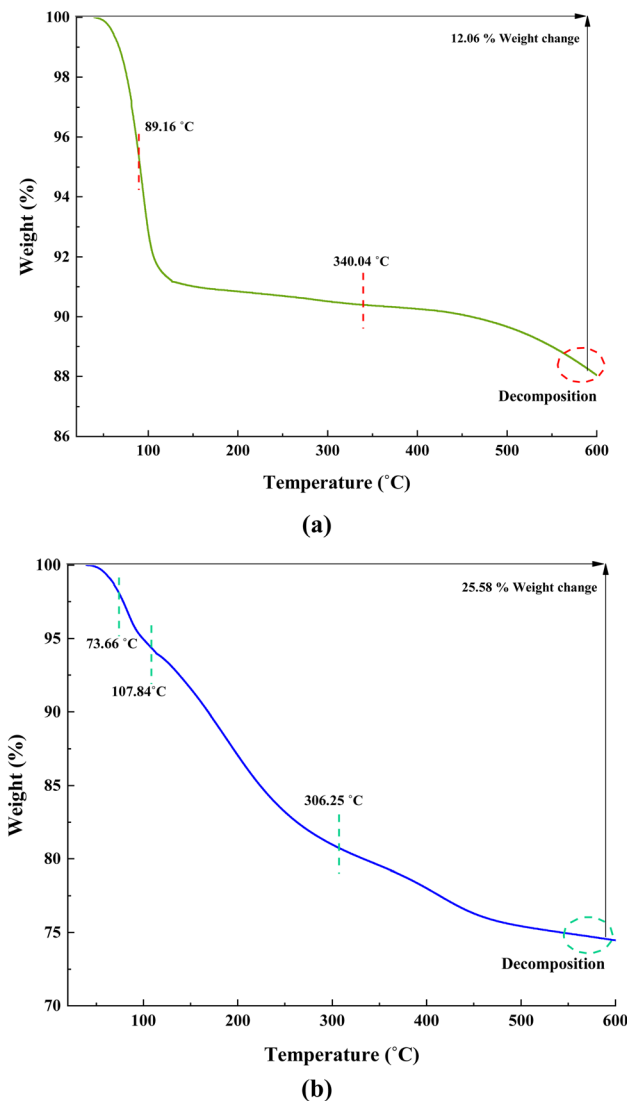 100
12.06 % Weight change
98
96
89.16 ˚C
94
Weight (%)
92
340.04 ˚C
90
88
Decomposition
86
100 200 300 400 500 600
Temperature (˚C)
(a)
100
25.58 % Weight change
95
73.66 ˚C
107.84˚C
90
Weight (%)
85
306.25 ˚C
80
75
Decomposition
70
100 200 300 400 500 600
Temperature (˚C)
(b)